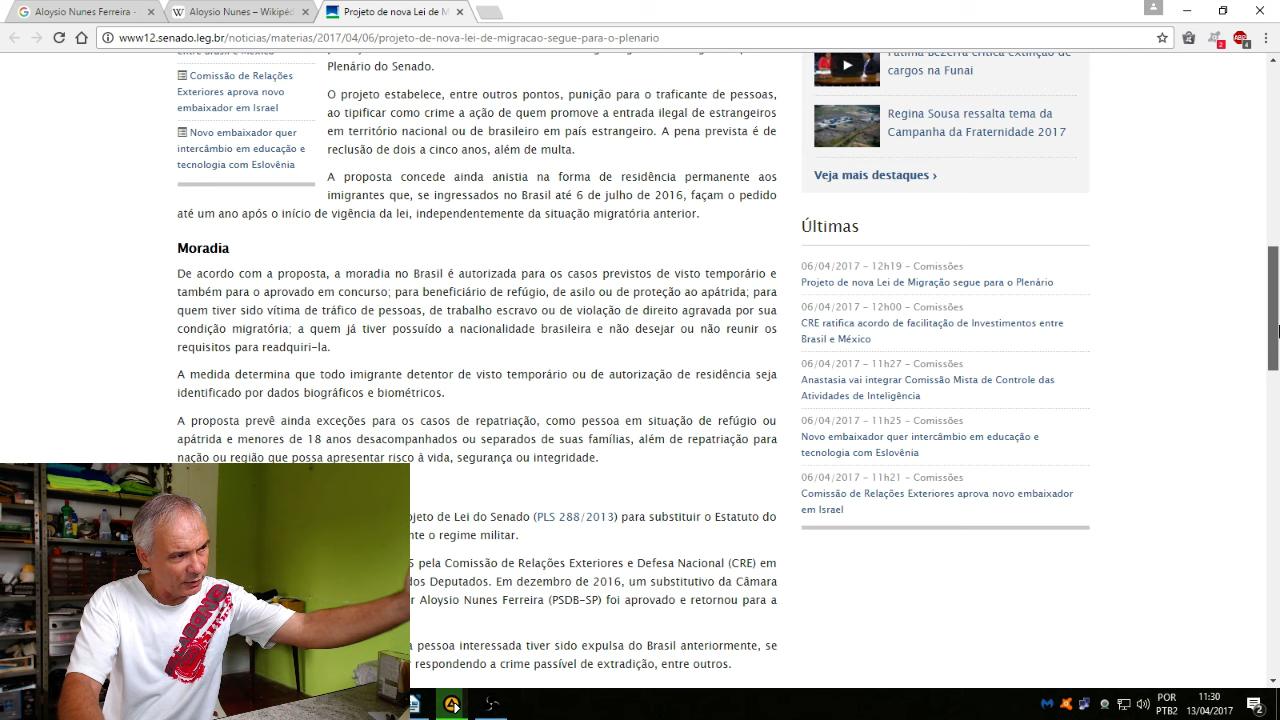 Aloysio Nunes Ferreira -
Aloysio Nunes – Wikipéd
Projeto de nova Lei de M
www12.senado.leg.br/noticias/materias/2017/04/06/projeto-de-nova-lei-de-migracao-segue-para-o-plenario
2
4
entre Brasil e México
Comissão de Relações
Exteriores aprova novo
embaixador em Israel
Novo embaixador quer
intercâmbio em educação e
tecnologia com Eslovênia
Plenário do Senado.
O projeto estabelece, entre outros pontos, punição para o traficante de pessoas,
ao tipificar como crime a ação de quem promove a entrada ilegal de estrangeiros
em território nacional ou de brasileiro em país estrangeiro. A pena prevista é de
reclusão de dois a cinco anos, além de multa.
A proposta concede ainda anistia na forma de residência permanente aos
imigrantes que, se ingressados no Brasil até 6 de julho de 2016, façam o pedido
até um ano após o início de vigência da lei, independentemente da situação migratória anterior.
Moradia
De acordo com a proposta, a moradia no Brasil é autorizada para os casos previstos de visto temporário e
também para o aprovado em concurso; para beneficiário de refúgio, de asilo ou de proteção ao apátrida; para
quem tiver sido vítima de tráfico de pessoas, de trabalho escravo ou de violação de direito agravada por sua
condição migratória; a quem já tiver possuído a nacionalidade brasileira e não desejar ou não reunir os
requisitos para readquiri-la.
A matéria determina que todo imigrante detentor de visto temporário ou de autorização de residência seja
identificado por dados biográficos e biométricos.
A proposta prevê ainda exceções para os casos de repatriação, como pessoa em situação de refúgio ou
apátrida e menores de 18 anos desacompanhados ou separados de suas famílias, além de repatriação para
nação ou região que possa apresentar risco à vida, segurança ou integridade.
ojeto de Lei do Senado (PLS 288/2013) para substituir o Estatuto do
nte o regime militar.
pela Comissão de Relações Exteriores e Defesa Nacional (CRE) em
dos Deputados. Em dezembro de 2016, um substitutivo da Câmara
r Aloysio Nunes Ferreira (PSDB-SP) foi aprovado e retornou para a
a pessoa interessada tiver sido expulsa do Brasil anteriormente, se
respondendo a crime passível de extradição, entre outros.
Fátima Bezerra critica extinção de
cargos na Funai
Regina Sousa ressalta tema da
Campanha da Fraternidade 2017
Veja mais destaques ›
Últimas
06/04/2017 – 12h19 – Comissões
Projeto de nova Lei de Migração segue para o Plenário
06/04/2017 – 12h00 – Comissões
CRE ratifica acordo de facilitação de Investimentos entre
Brasil e México
06/04/2017 – 11h27 – Comissões
Anastasia vai integrar Comissão Mista de Controle das
Atividades de Inteligência
06/04/2017 – 11h25 – Comissões
Novo embaixador quer intercâmbio em educação e
tecnologia com Eslovênia
06/04/2017 – 11h21 – Comissões
Comissão de Relações Exteriores aprova novo embaixador
em Israel
POR
PTB2
11:30
13/04/2017
2